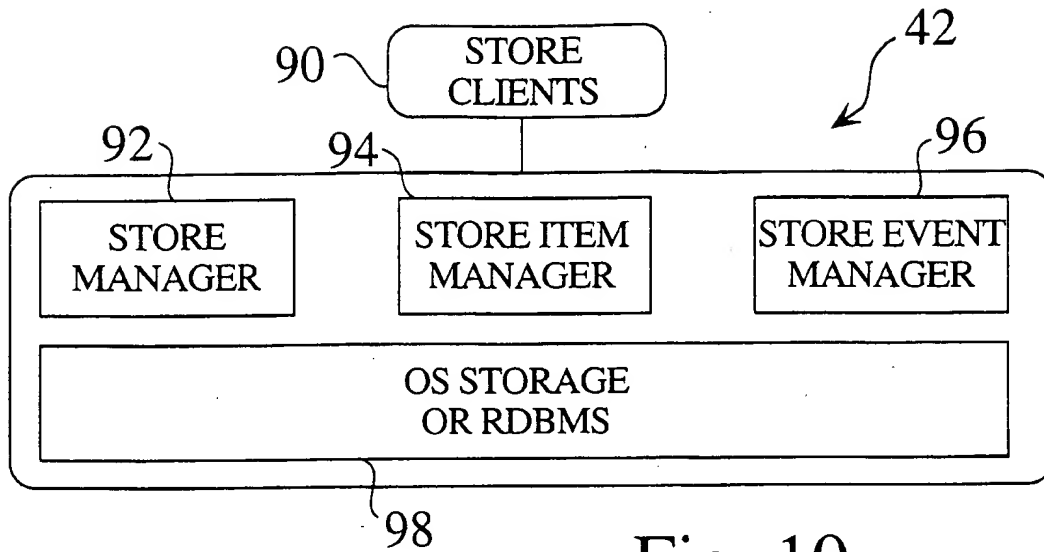 90
STORE
CLIENTS
42
92
94
96
STORE
MANAGER
STORE ITEM
MANAGER
STORE EVENT
MANAGER
OS STORAGE
OR RDBMS
98
Fig. 10